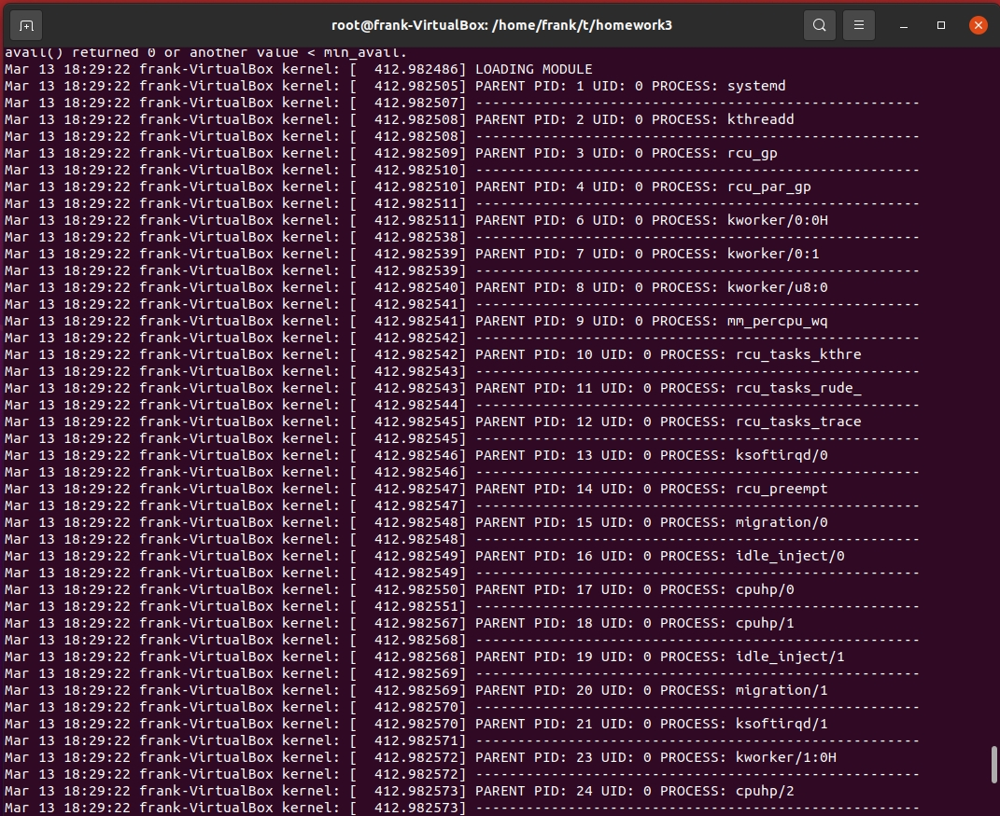 root@frank-VirtualBox: /home/frank/t/homework3
avail() returned 0 or another value < min_avail.
Mar 13 18:29:22 frank-VirtualBox kernel: [  412.982486] LOADING MODULE
Mar 13 18:29:22 frank-VirtualBox kernel: [  412.982505] PARENT PID: 1 UID: 0 PROCESS: systemd
Mar 13 18:29:22 frank-VirtualBox kernel: [  412.982507] -----------------------------------------------------
Mar 13 18:29:22 frank-VirtualBox kernel: [  412.982508] PARENT PID: 2 UID: 0 PROCESS: kthreadd
Mar 13 18:29:22 frank-VirtualBox kernel: [  412.982508] -----------------------------------------------------
Mar 13 18:29:22 frank-VirtualBox kernel: [  412.982509] PARENT PID: 3 UID: 0 PROCESS: rcu_gp
Mar 13 18:29:22 frank-VirtualBox kernel: [  412.982510] -----------------------------------------------------
Mar 13 18:29:22 frank-VirtualBox kernel: [  412.982510] PARENT PID: 4 UID: 0 PROCESS: rcu_par_gp
Mar 13 18:29:22 frank-VirtualBox kernel: [  412.982511] -----------------------------------------------------
Mar 13 18:29:22 frank-VirtualBox kernel: [  412.982511] PARENT PID: 6 UID: 0 PROCESS: kworker/0:0H
Mar 13 18:29:22 frank-VirtualBox kernel: [  412.982538] -----------------------------------------------------
Mar 13 18:29:22 frank-VirtualBox kernel: [  412.982539] PARENT PID: 7 UID: 0 PROCESS: kworker/0:1
Mar 13 18:29:22 frank-VirtualBox kernel: [  412.982539] -----------------------------------------------------
Mar 13 18:29:22 frank-VirtualBox kernel: [  412.982540] PARENT PID: 8 UID: 0 PROCESS: kworker/u8:0
Mar 13 18:29:22 frank-VirtualBox kernel: [  412.982541] -----------------------------------------------------
Mar 13 18:29:22 frank-VirtualBox kernel: [  412.982541] PARENT PID: 9 UID: 0 PROCESS: mm_percpu_wq
Mar 13 18:29:22 frank-VirtualBox kernel: [  412.982542] -----------------------------------------------------
Mar 13 18:29:22 frank-VirtualBox kernel: [  412.982542] PARENT PID: 10 UID: 0 PROCESS: rcu_tasks_kthre
Mar 13 18:29:22 frank-VirtualBox kernel: [  412.982543] -----------------------------------------------------
Mar 13 18:29:22 frank-VirtualBox kernel: [  412.982543] PARENT PID: 11 UID: 0 PROCESS: rcu_tasks_rude_
Mar 13 18:29:22 frank-VirtualBox kernel: [  412.982544] -----------------------------------------------------
Mar 13 18:29:22 frank-VirtualBox kernel: [  412.982545] PARENT PID: 12 UID: 0 PROCESS: rcu_tasks_trace
Mar 13 18:29:22 frank-VirtualBox kernel: [  412.982545] -----------------------------------------------------
Mar 13 18:29:22 frank-VirtualBox kernel: [  412.982546] PARENT PID: 13 UID: 0 PROCESS: ksoftirqd/0
Mar 13 18:29:22 frank-VirtualBox kernel: [  412.982546] -----------------------------------------------------
Mar 13 18:29:22 frank-VirtualBox kernel: [  412.982547] PARENT PID: 14 UID: 0 PROCESS: rcu_preempt
Mar 13 18:29:22 frank-VirtualBox kernel: [  412.982547] -----------------------------------------------------
Mar 13 18:29:22 frank-VirtualBox kernel: [  412.982548] PARENT PID: 15 UID: 0 PROCESS: migration/0
Mar 13 18:29:22 frank-VirtualBox kernel: [  412.982548] -----------------------------------------------------
Mar 13 18:29:22 frank-VirtualBox kernel: [  412.982549] PARENT PID: 16 UID: 0 PROCESS: idle_inject/0
Mar 13 18:29:22 frank-VirtualBox kernel: [  412.982549] -----------------------------------------------------
Mar 13 18:29:22 frank-VirtualBox kernel: [  412.982550] PARENT PID: 17 UID: 0 PROCESS: cpuhp/0
Mar 13 18:29:22 frank-VirtualBox kernel: [  412.982551] -----------------------------------------------------
Mar 13 18:29:22 frank-VirtualBox kernel: [  412.982567] PARENT PID: 18 UID: 0 PROCESS: cpuhp/1
Mar 13 18:29:22 frank-VirtualBox kernel: [  412.982568] -----------------------------------------------------
Mar 13 18:29:22 frank-VirtualBox kernel: [  412.982568] PARENT PID: 19 UID: 0 PROCESS: idle_inject/1
Mar 13 18:29:22 frank-VirtualBox kernel: [  412.982569] -----------------------------------------------------
Mar 13 18:29:22 frank-VirtualBox kernel: [  412.982569] PARENT PID: 20 UID: 0 PROCESS: migration/1
Mar 13 18:29:22 frank-VirtualBox kernel: [  412.982570] -----------------------------------------------------
Mar 13 18:29:22 frank-VirtualBox kernel: [  412.982570] PARENT PID: 21 UID: 0 PROCESS: ksoftirqd/1
Mar 13 18:29:22 frank-VirtualBox kernel: [  412.982571] -----------------------------------------------------
Mar 13 18:29:22 frank-VirtualBox kernel: [  412.982572] PARENT PID: 23 UID: 0 PROCESS: kworker/1:0H
Mar 13 18:29:22 frank-VirtualBox kernel: [  412.982572] -----------------------------------------------------
Mar 13 18:29:22 frank-VirtualBox kernel: [  412.982573] PARENT PID: 24 UID: 0 PROCESS: cpuhp/2
Mar 13 18:29:22 frank-VirtualBox kernel: [  412.982573] -----------------------------------------------------